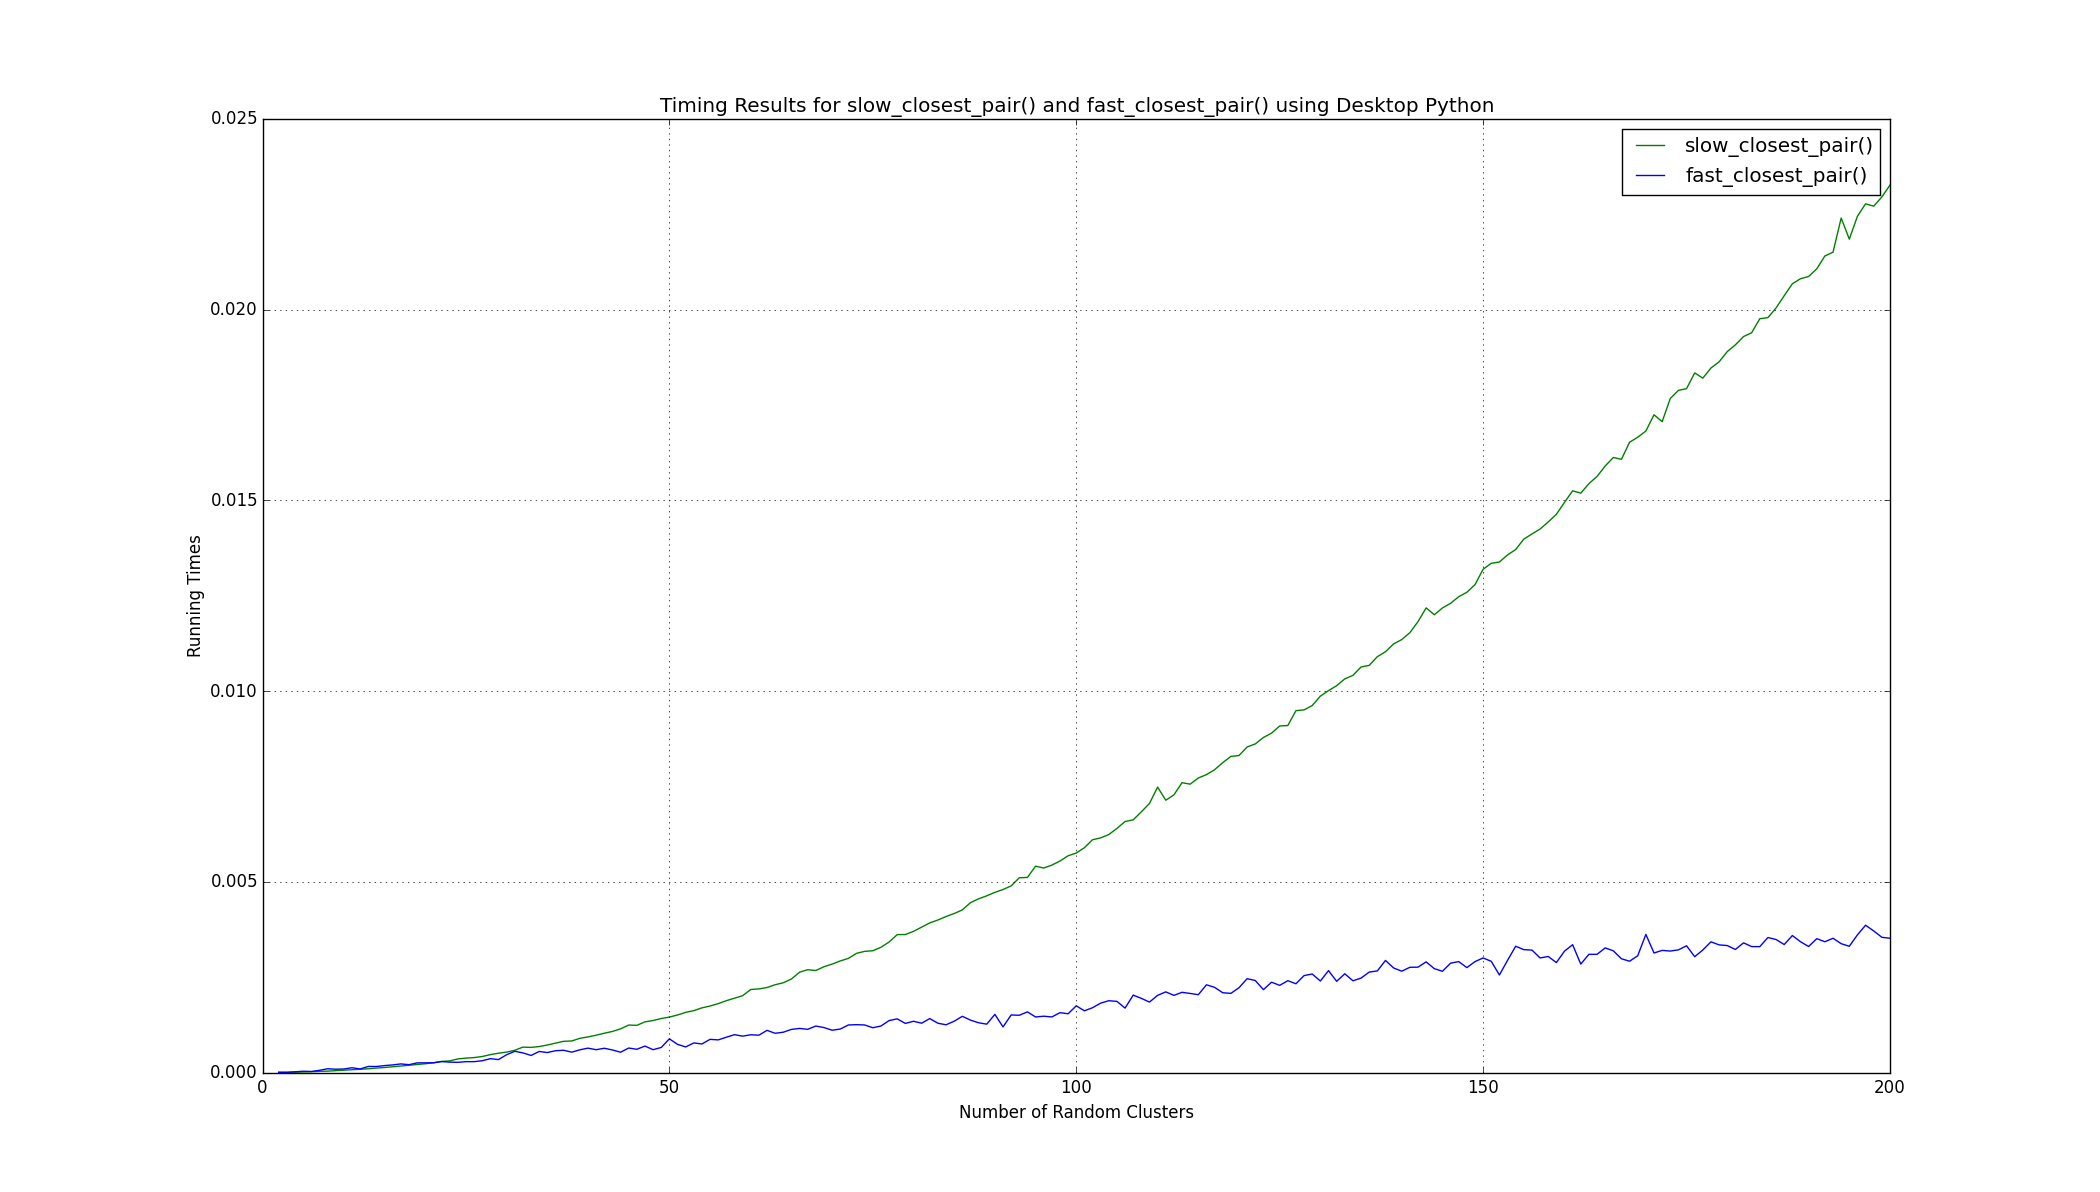 Timing Results for slow_closest_pair() and fast_closest_pair() using Desktop Python
slow_closest_pair()
fast_closest_pair()
0.025
0.020
0.015
0.010
0.005
0.000
Running Times
0 50 100 150 200
Number of Random Clusters